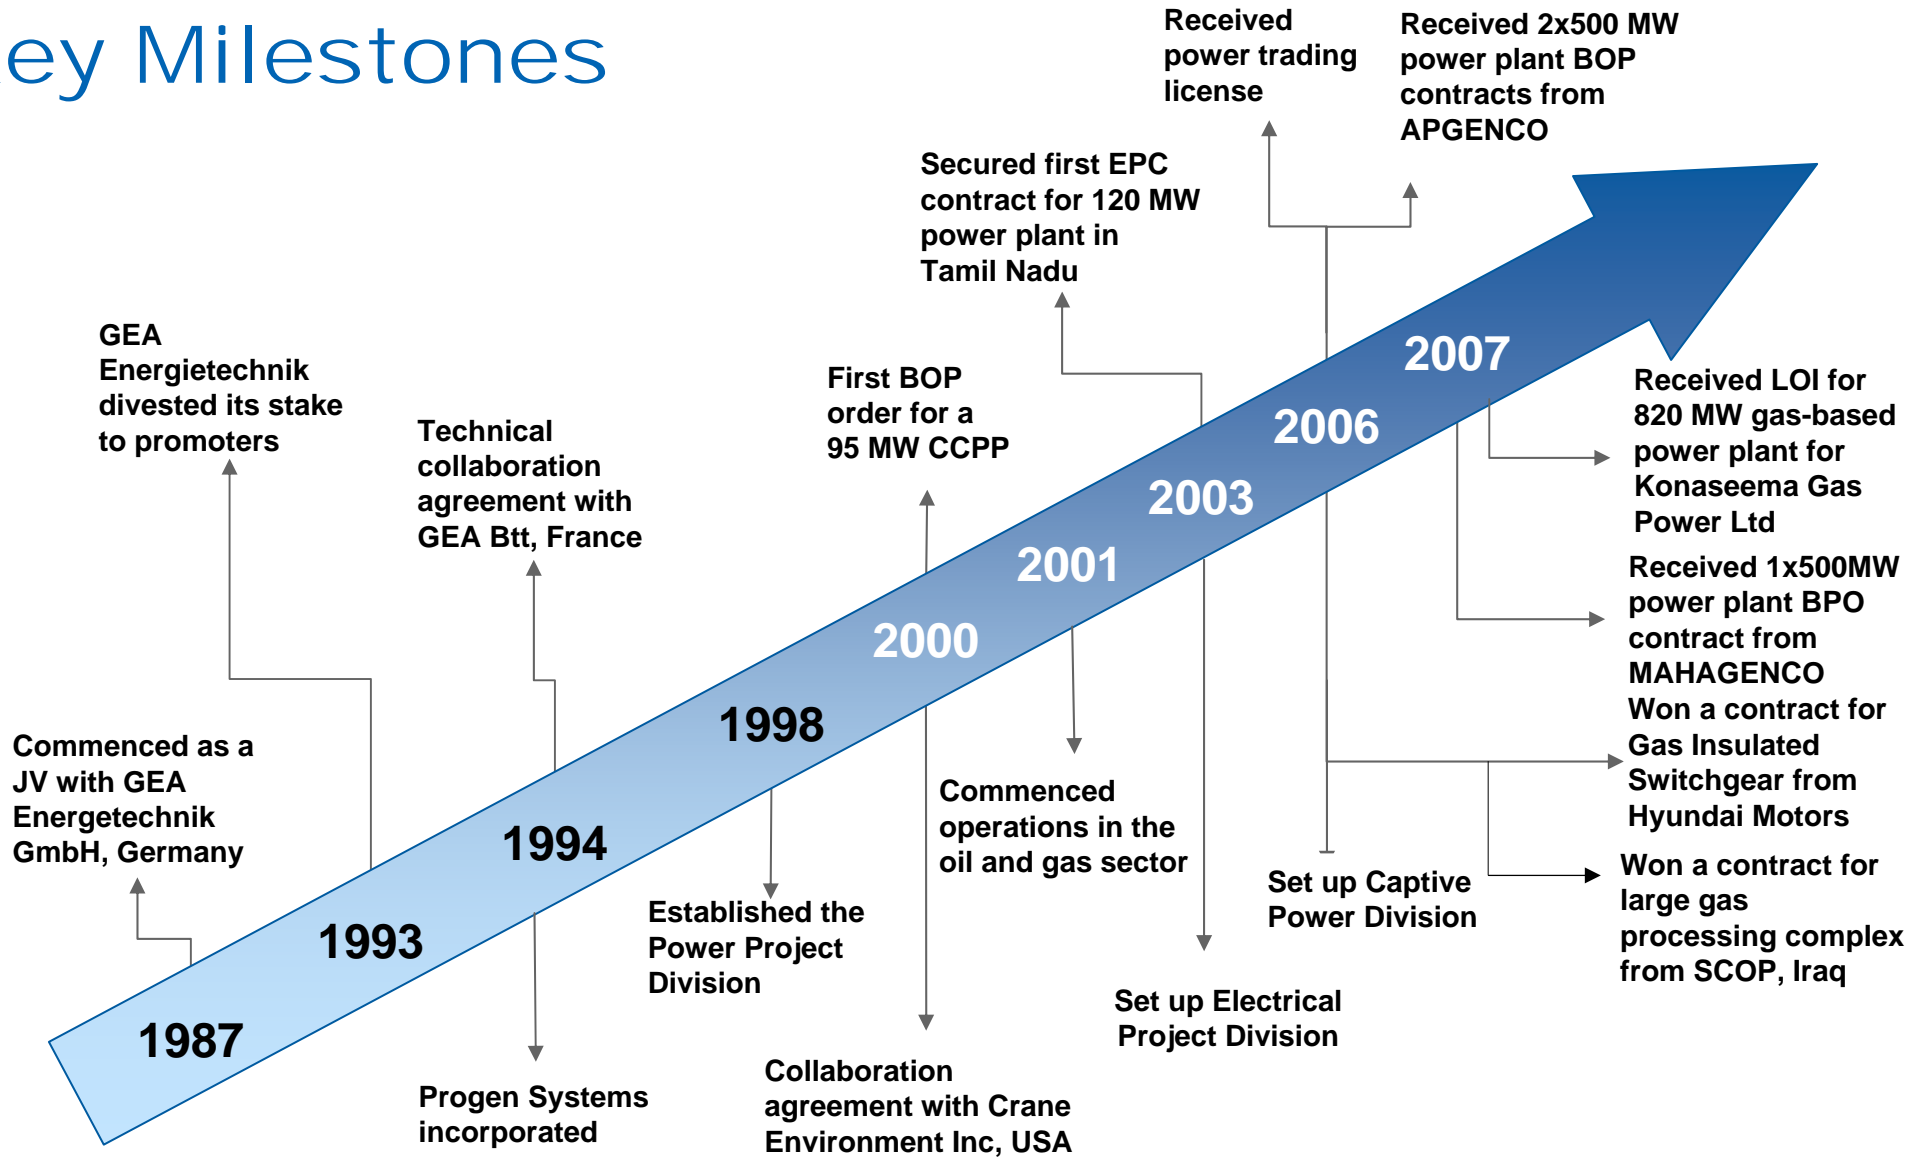 ey Milestones
Received
power trading
license
Received 2x500 MW
power plant BOP
contracts from
APGENCO
Secured first EPC
contract for 120 MW
power plant in
Tamil Nadu
GEA
Energietechnik
divested its stake
to promoters
Technical
collaboration
agreement with
GEA Btt, France
First BOP
order for a
95 MW CCPP
Commenced as a
JV with GEA
Energetechnik
GmbH, Germany
1987
1993
1994
1998
2000
2001
2003
2006
2007
Received LOI for
820 MW gas-based
power plant for
Konaseema Gas
Power Ltd
Received 1x500MW
power plant BPO
contract from
MAHAGENCO
Won a contract for
Gas Insulated
Switchgear from
Hyundai Motors
Won a contract for
large gas
processing complex
from SCOP, Iraq
Progen Systems
incorporated
Established the
Power Project
Division
Collaboration
agreement with Crane
Environment Inc, USA
Commenced
operations in the
oil and gas sector
Set up Electrical
Project Division
Set up Captive
Power Division